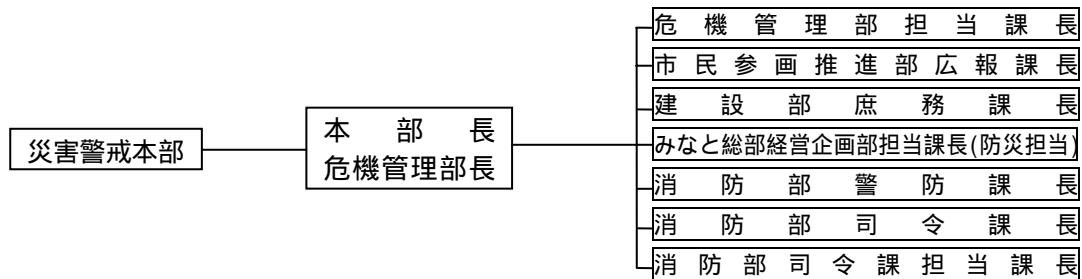 災害警戒本部
本部長
危機管理部長
危機管理部担当課長
市民参画推進部広報課長
建設部庶務課長
みなと総部経営企画部担当課長(防災担当)
消防部警防課長
消防部司令課長
消防部司令課担当課長